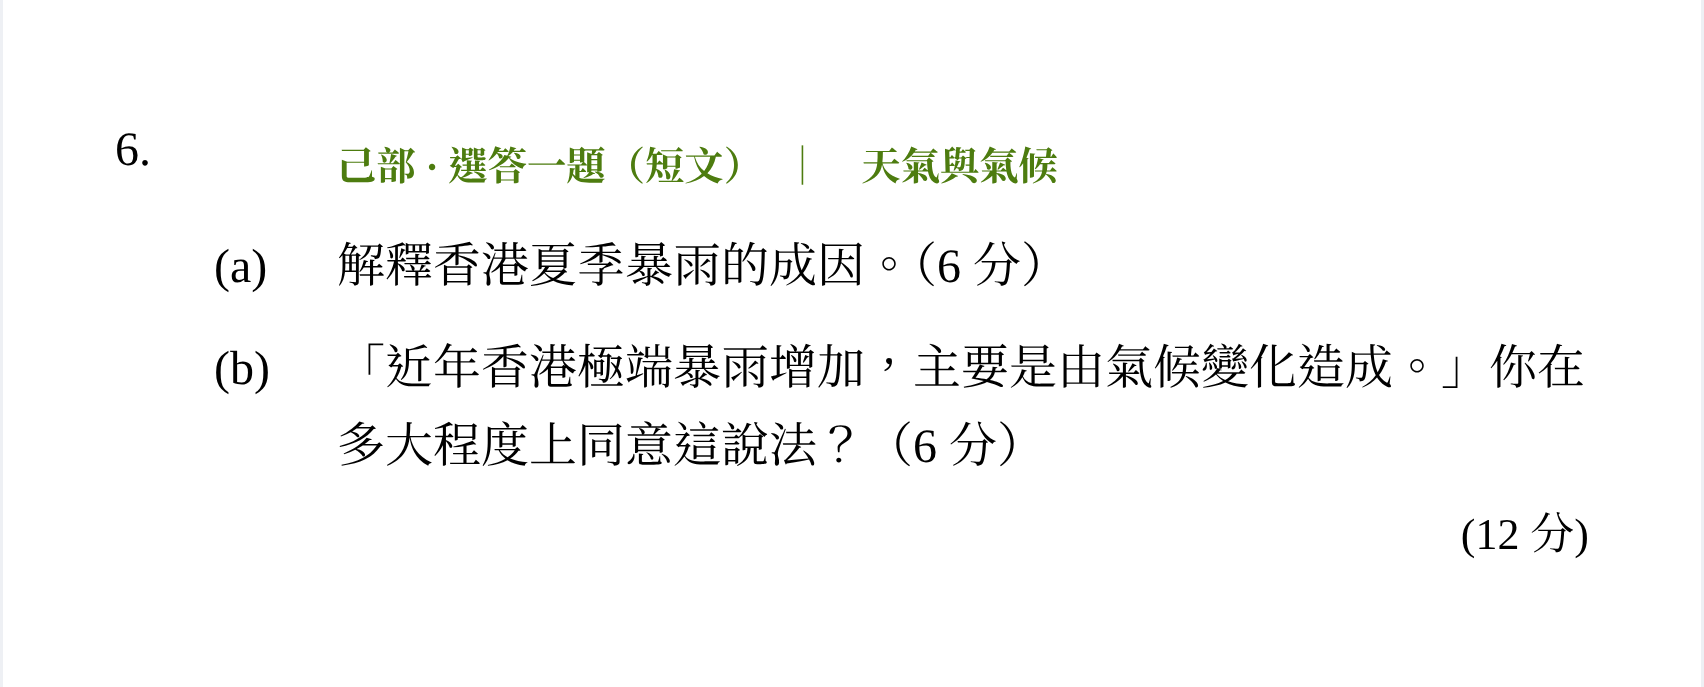 6.
己部 · 選答一題（短文） ｜ 天氣與氣候
(a) 解釋香港夏季暴雨的成因。（6 分）
(b) 「近年香港極端暴雨增加，主要是由氣候變化造成。」你在
多大程度上同意這說法？（6 分）
(12 分)